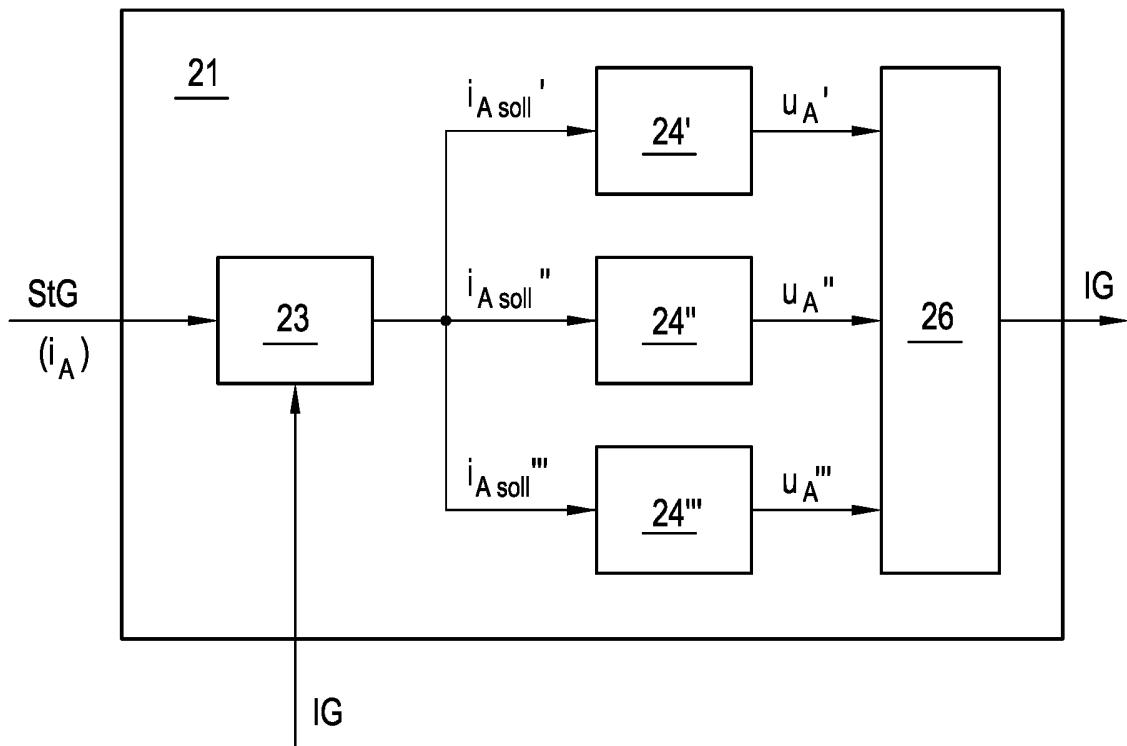 21
i_A soll'
24'
u_A'
StG
(i_A)
23
i_A soll"
24"
u_A"
26
IG
i_A soll'''
24'''
u_A'''
IG